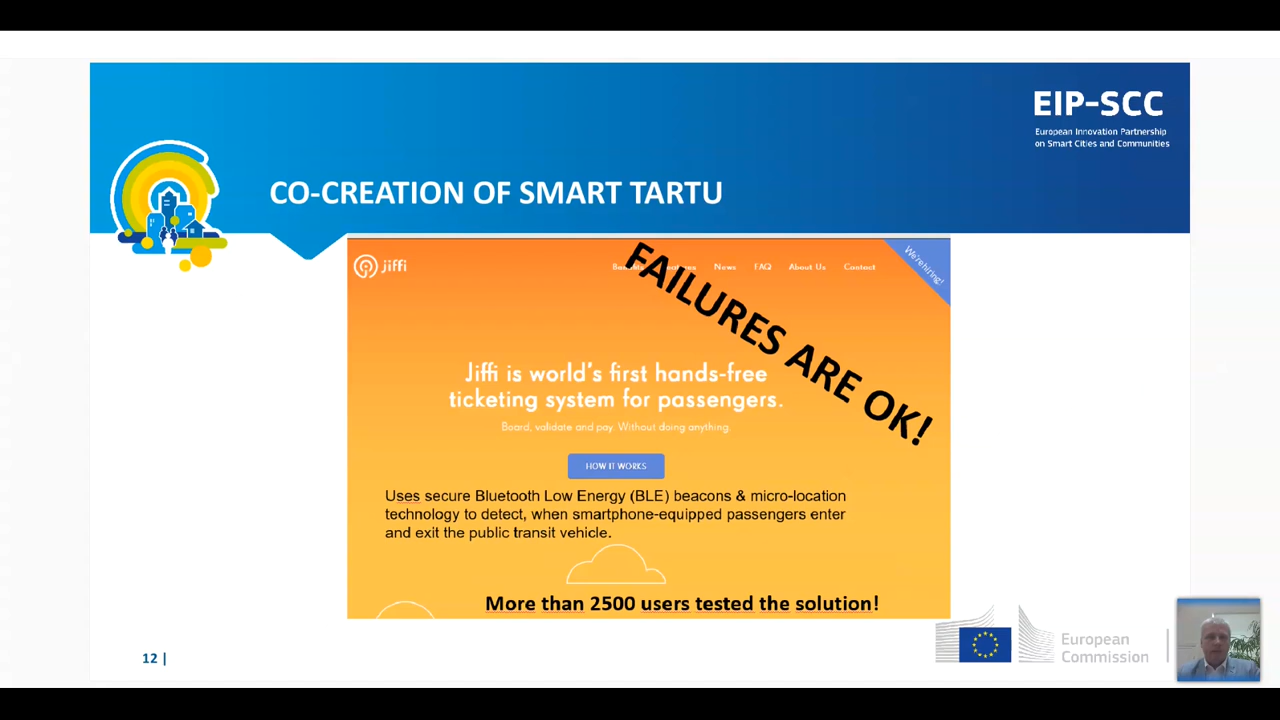 EIP-SCC
European Innovation Partnership
on Smart Cities and Communities
CO-CREATION OF SMART TARTU
jiffi
Benefits Features News FAQ About Us Contact
We're hiring!
FAILURES ARE OK!
Jiffi is world's first hands-free
ticketing system for passengers.
Board, validate and pay. Without doing anything.
HOW IT WORKS
Uses secure Bluetooth Low Energy (BLE) beacons & micro-location
technology to detect, when smartphone-equipped passengers enter
and exit the public transit vehicle.
More than 2500 users tested the solution!
12 |
European
Commission